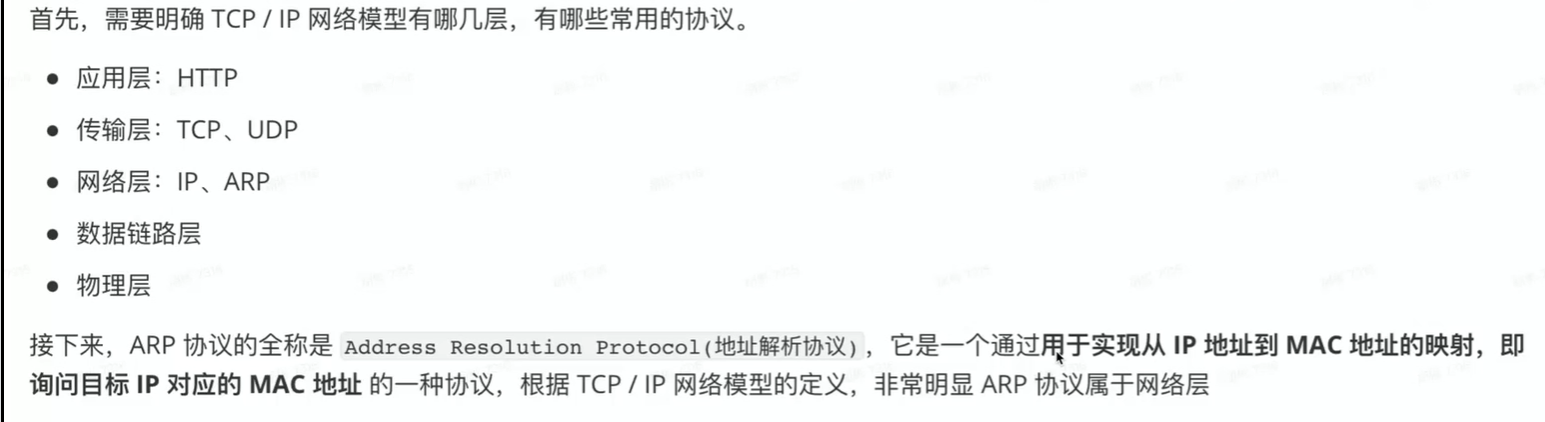 首先，需要明确 TCP / IP 网络模型有哪几层，有哪些常用的协议。
● 应用层：HTTP
● 传输层：TCP、UDP
● 网络层：IP、ARP
● 数据链路层
● 物理层
接下来，ARP 协议的全称是 Address Resolution Protocol(地址解析协议)，它是一个通过用于实现从 IP 地址到 MAC 地址的映射，即
询问目标 IP 对应的 MAC 地址 的一种协议，根据 TCP / IP 网络模型的定义，非常明显 ARP 协议属于网络层